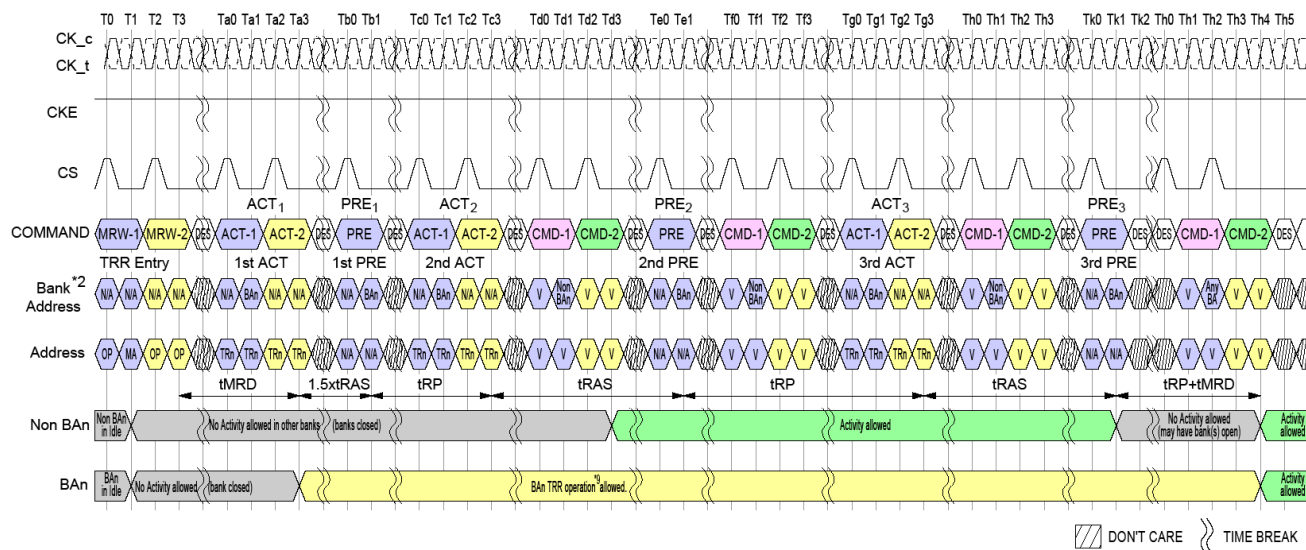 T0 T1 T2 T3 Ta0 Ta1 Ta2 Ta3 Tb0 Tb1 Tc0 Tc1 Tc2 Tc3 Td0 Td1 Td2 Td3 Te0 Te1 Tf0 Tf1 Tf2 Tf3 Tg0 Tg1 Tg2 Tg3 Th0 Th1 Th2 Th3 Tk0 Tk1 Tk2 Th0 Th1 Th2 Th3 Th4 Th5
CK_c
CK_t
CKE
CS
ACT1 PRE1 ACT2 PRE2 ACT3 PRE3
COMMAND MRW-1 MRW-2 DES ACT-1 ACT-2 DES PRE DES ACT-1 ACT-2 DES CMD-1 CMD-2 DES PRE DES CMD-1 CMD-2 DES ACT-1 ACT-2 DES CMD-1 CMD-2 DES PRE DES DES CMD-1 CMD-2 DES
TRR Entry 1st ACT 1st PRE 2nd ACT 2nd PRE 3rd ACT 3rd PRE
Bank*2 Address N/A N/A N/A N/A N/A BAn N/A N/A N/A BAn N/A BAn N/A N/A V Non BAn V V N/A BAn V Non BAn V V N/A BAn N/A N/A V Non BAn V V N/A BAn V Any BA V V
Address OP MA OP OP TRn TRn TRn TRn N/A N/A TRn TRn TRn TRn V V V V N/A N/A V V V V TRn TRn TRn TRn V V V V N/A N/A V V V V
tMRD 1.5xtRAS tRP tRAS tRP tRAS tRP+tMRD
Non BAn Non BAn in Idle No Activity allowed in other banks (banks closed) Activity allowed No Activity allowed (may have bank(s) open) Activity allowed
BAn BAn in Idle No Activity allowed (bank closed) BAn TRR operation*9 allowed. Activity allowed
DON'T CARE TIME BREAK